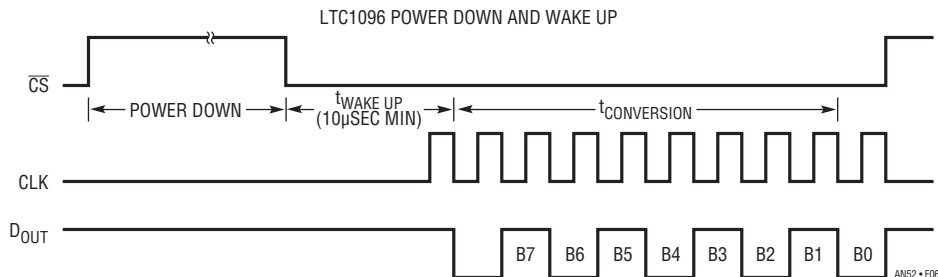 LTC1096 POWER DOWN AND WAKE UP
CS
POWER DOWN
tWAKE UP
(10µSEC MIN)
tCONVERSION
CLK
DOUT
B7 B6 B5 B4 B3 B2 B1 B0
AN52 • F06